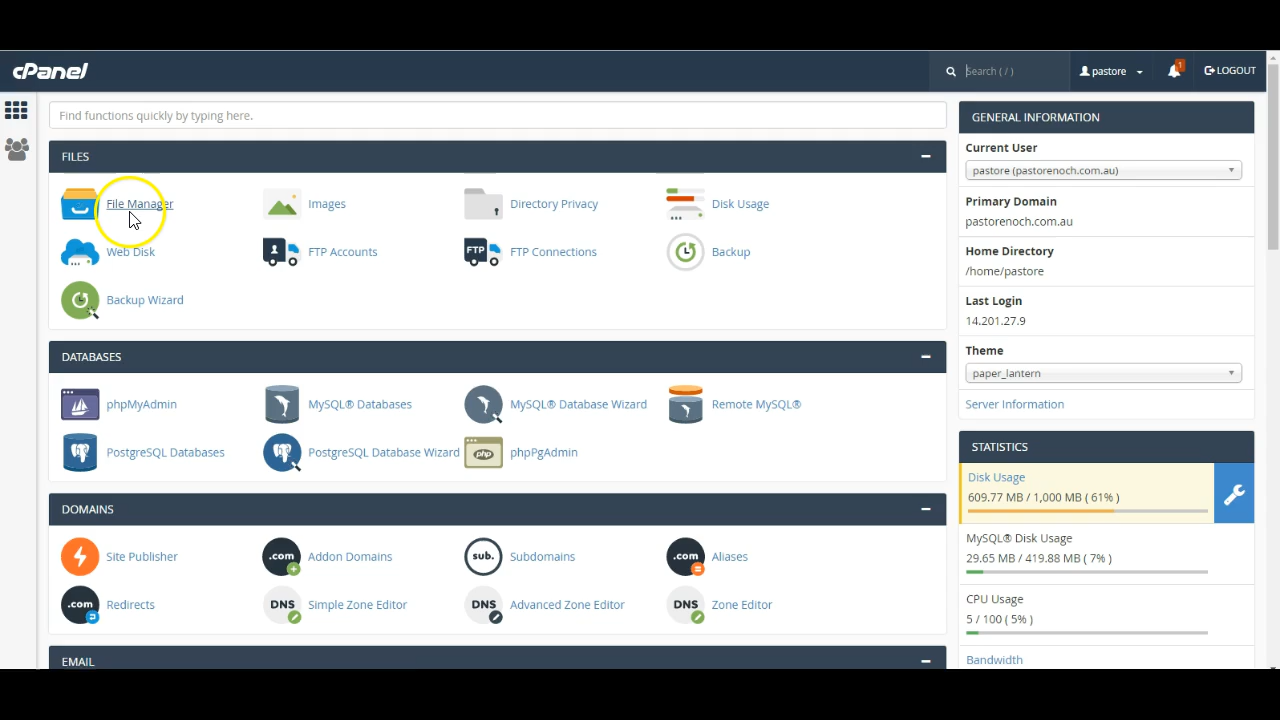 cPanel
Search ( / )
pastore
1
LOGOUT
Find functions quickly by typing here.
FILES
File Manager
Images
Directory Privacy
Disk Usage
Web Disk
FTP Accounts
FTP
FTP Connections
Backup
Backup Wizard
DATABASES
phpMyAdmin
MySQL® Databases
MySQL® Database Wizard
Remote MySQL®
PostgreSQL Databases
PostgreSQL Database Wizard
php
phpPgAdmin
DOMAINS
Site Publisher
.com
Addon Domains
sub.
Subdomains
.com
Aliases
.com
Redirects
DNS
Simple Zone Editor
DNS
Advanced Zone Editor
DNS
Zone Editor
EMAIL
GENERAL INFORMATION
Current User
pastore (pastorenoch.com.au)
Primary Domain
pastorenoch.com.au
Home Directory
/home/pastore
Last Login
14.201.27.9
Theme
paper_lantern
Server Information
STATISTICS
Disk Usage
609.77 MB / 1,000 MB ( 61% )
MySQL® Disk Usage
29.65 MB / 419.88 MB ( 7% )
CPU Usage
5 / 100 ( 5% )
Bandwidth